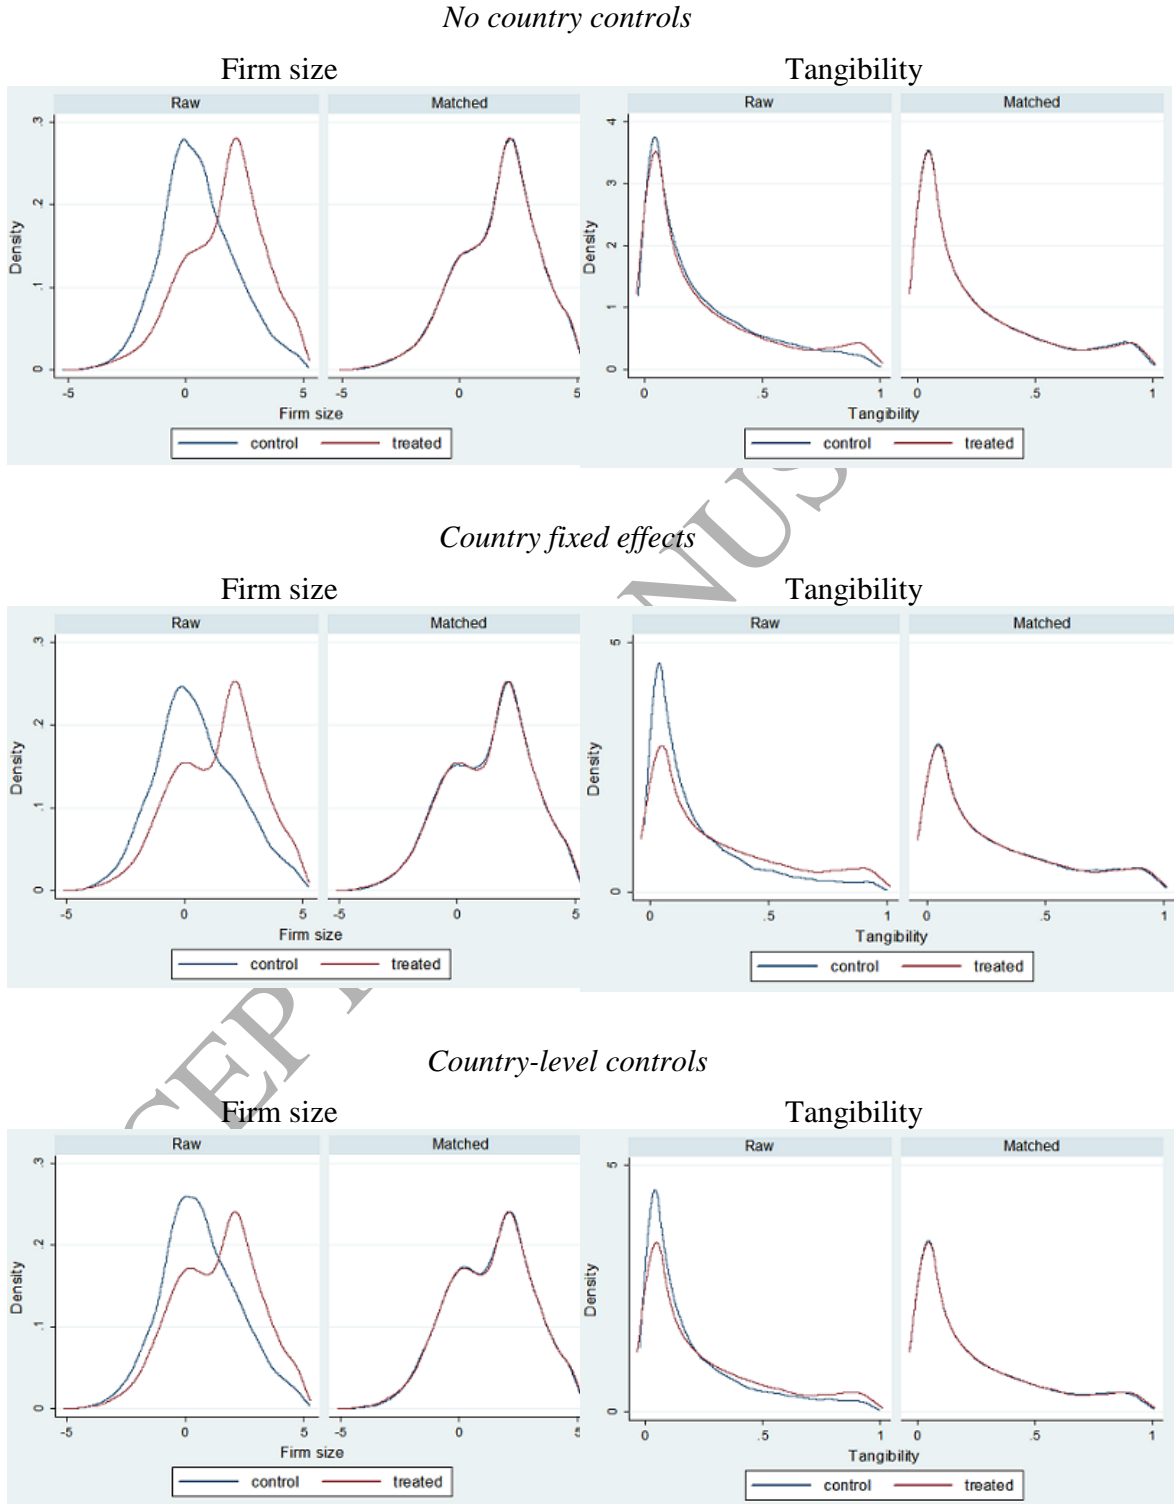 No country controls
Firm size Tangibility
Raw Matched Raw Matched
.3
.2
.1
0
Density
-5 0 5 -5 0 5
Firm size
control treated
4
3
2
1
0
Density
0 .5 1 0 .5 1
Tangibility
control treated
Country fixed effects
Firm size Tangibility
Raw Matched Raw Matched
.3
.2
.1
0
Density
-5 0 5 -5 0 5
Firm size
control treated
5
0
Density
0 .5 1 0 .5 1
Tangibility
control treated
Country-level controls
Firm size Tangibility
Raw Matched Raw Matched
.3
.2
.1
0
Density
-5 0 5 -5 0 5
Firm size
control treated
5
0
Density
0 .5 1 0 .5 1
Tangibility
control treated